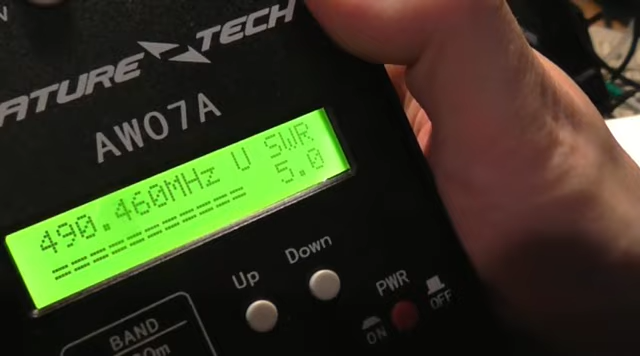 ATURE TECH
AW07A
490.460MHz U SWR
5.0
Up Down
PWR
ON OFF
BAND